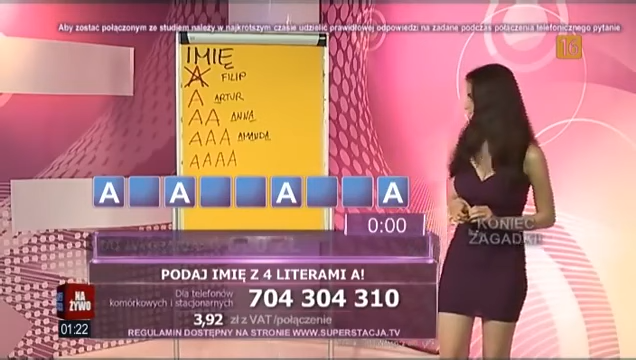 Aby zostać połączonym ze studiem należy w najkrótszym czasie udzielić prawidłowej odpowiedzi na zadane podczas połączenia telefonicznego pytanie
16
IMIĘ
A FILIP
A ARTUR
AA ANNA
AAA AMANDA
AAAA
A A A A
0:00
KONIEC
ZAGADKI!
PODAJ IMIĘ Z 4 LITERAMI A!
Dla telefonów
komórkowych i stacjonarnych
704 304 310
3,92 zł z VAT/połączenie
REGULAMIN DOSTĘPNY NA STRONIE WWW.SUPERSTACJA.TV
NA
ŻYWO
01:22